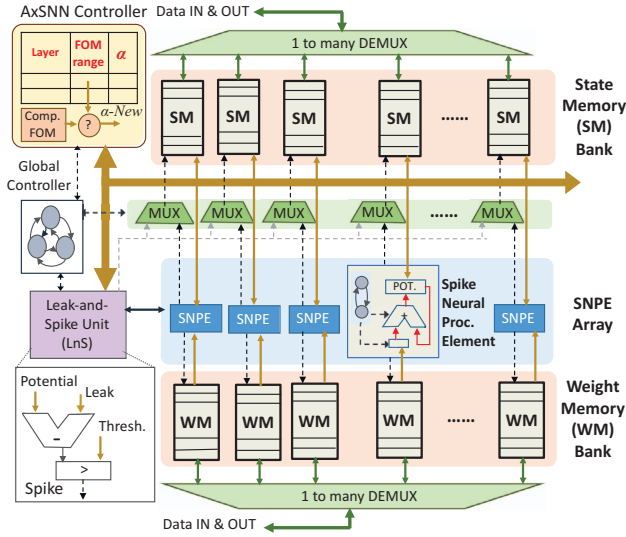 AxSNN Controller
Data IN & OUT
1 to many DEMUX
Layer
FOM
range
α
Comp.
FOM
?
α-New
SM
SM
SM
SM
......
SM
State
Memory
(SM)
Bank
Global
Controller
MUX
MUX
MUX
MUX
......
MUX
Leak-and-
Spike Unit
(LnS)
SNPE
SNPE
SNPE
POT.
+
Spike
Neural
Proc.
Element
SNPE
SNPE
Array
Potential
Leak
–
Thresh.
>
Spike
WM
WM
WM
WM
......
WM
Weight
Memory
(WM)
Bank
1 to many DEMUX
Data IN & OUT